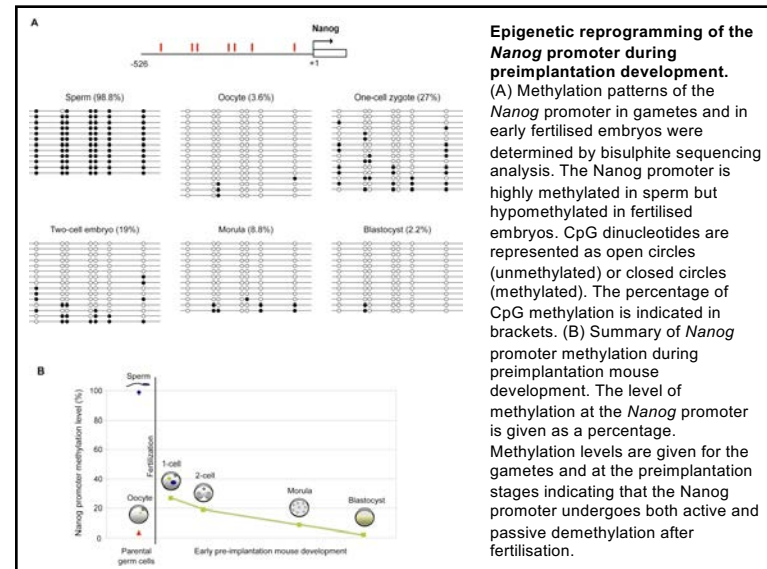 A
Nanog
-526
+1
Sperm (98.8%)
Oocyte (3.6%)
One-cell zygote (27%)
Two-cell embryo (19%)
Morula (8.8%)
Blastocyst (2.2%)
B
Nanog promoter methylation level (%)
100
80
60
40
20
0
Sperm
Fertilization
Oocyte
1-cell
2-cell
Morula
Blastocyst
Parental
germ cells
Early pre-implantation mouse development
Epigenetic reprogramming of the
Nanog promoter during
preimplantation development.
(A) Methylation patterns of the
Nanog promoter in gametes and in
early fertilised embryos were
determined by bisulphite sequencing
analysis. The Nanog promoter is
highly methylated in sperm but
hypomethylated in fertilised
embryos. CpG dinucleotides are
represented as open circles
(unmethylated) or closed circles
(methylated). The percentage of
CpG methylation is indicated in
brackets. (B) Summary of Nanog
promoter methylation during
preimplantation mouse
development. The level of
methylation at the Nanog promoter
is given as a percentage.
Methylation levels are given for the
gametes and at the preimplantation
stages indicating that the Nanog
promoter undergoes both active and
passive demethylation after
fertilisation.